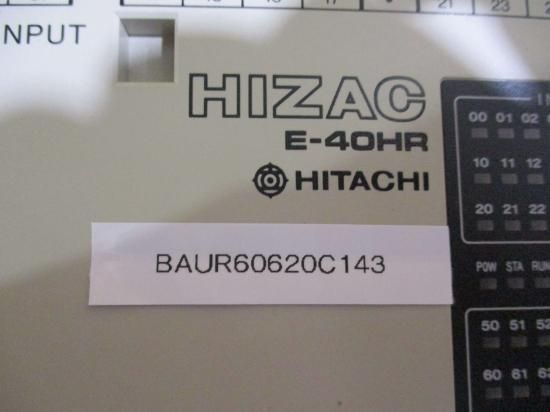 INPUT
21 23
HIZAC
E-40HR
HITACHI
BAUR60620C143
00 01 02
10 11 12
20 21 22
POW STA RUN
50 51 52
60 61